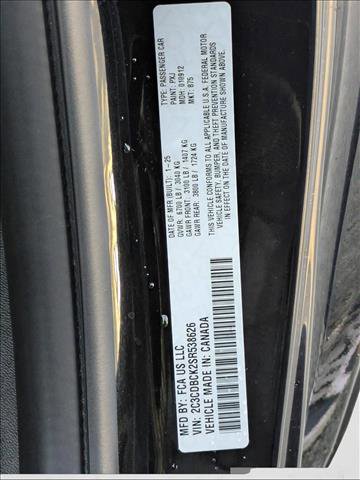 MFD BY: FCA US LLC
VIN: 2C3CDBCK2SR538626
VEHICLE MADE IN: CANADA
DATE OF MFR (BUILT): 1-25
GVWR: 6700 LB / 3040 KG
GAWR FRONT: 3100 LB / 1407 KG
GAWR REAR: 3800 LB / 1724 KG
THIS VEHICLE CONFORMS TO ALL APPLICABLE U.S.A. FEDERAL MOTOR
VEHICLE SAFETY, BUMPER, AND THEFT PREVENTION STANDARDS
IN EFFECT ON THE DATE OF MANUFACTURE SHOWN ABOVE.
TYPE: PASSENGER CAR
PAINT: PXJ
MDH: 010912
MKT: B75